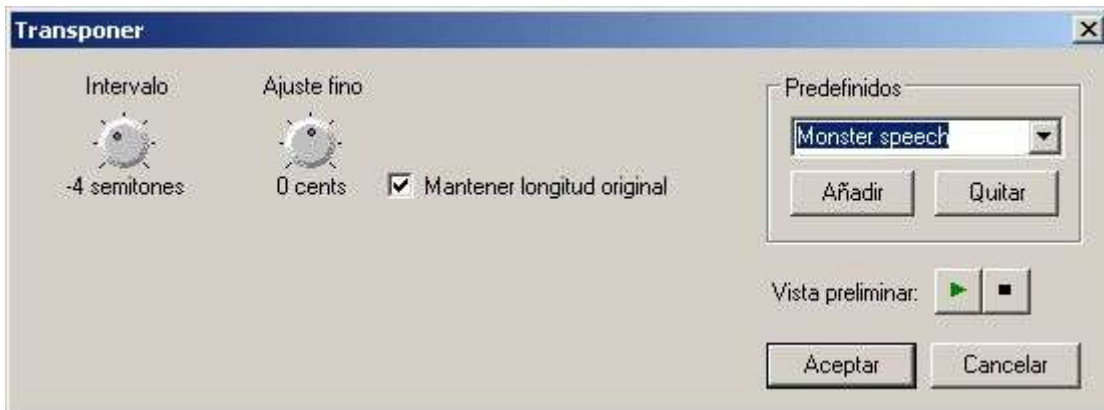 Transponer
Intervalo
Ajuste fino
-4 semitones
0 cents
Mantener longitud original
Predefinidos
Monster speech
Añadir
Quitar
Vista preliminar:
Aceptar
Cancelar